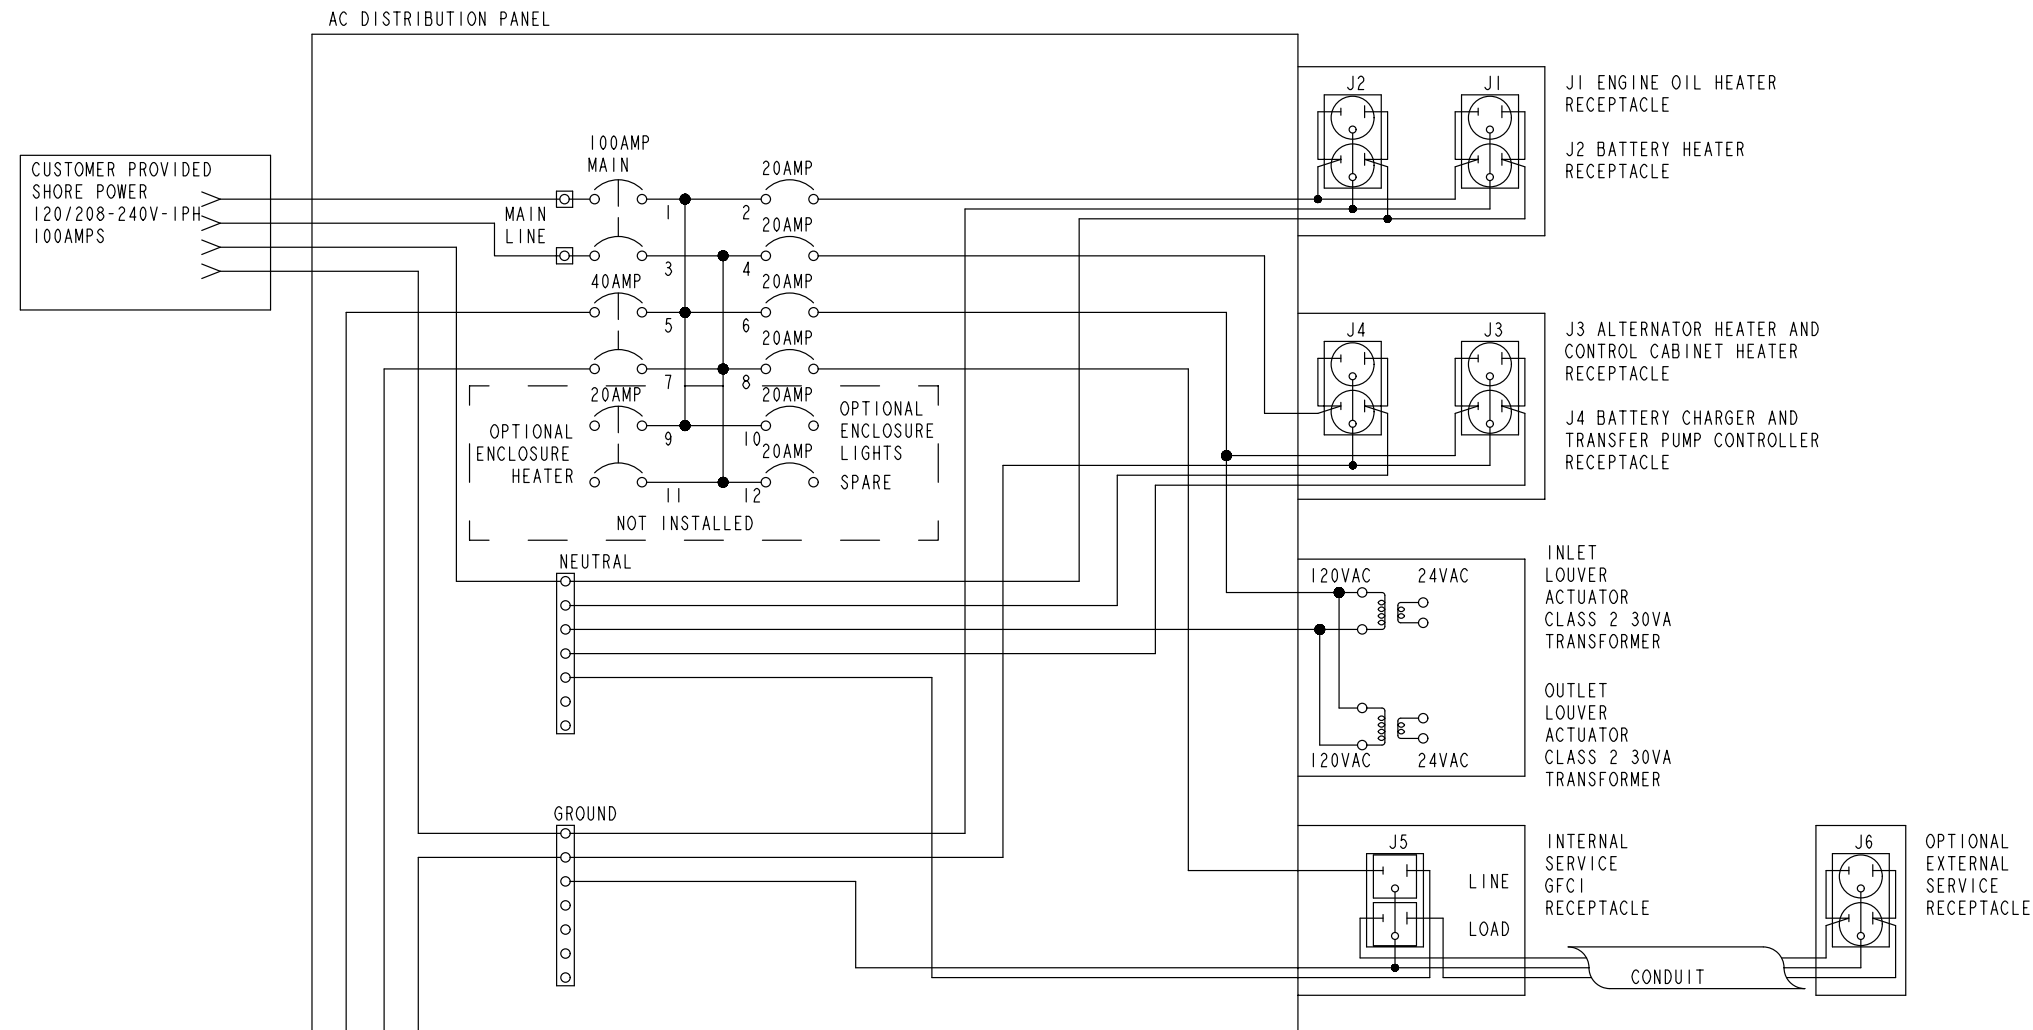 AC DISTRIBUTION PANEL
CUSTOMER PROVIDED
SHORE POWER
120/208-240V-1PH
100AMPS
MAIN
LINE
100AMP
MAIN
1
3
40AMP
5
7
20AMP
9
11
20AMP
2
20AMP
4
20AMP
6
20AMP
8
20AMP
10
20AMP
12
OPTIONAL
ENCLOSURE
HEATER
OPTIONAL
ENCLOSURE
LIGHTS
SPARE
NOT INSTALLED
NEUTRAL
GROUND
J2
J1
J1 ENGINE OIL HEATER
RECEPTACLE
J2 BATTERY HEATER
RECEPTACLE
J4
J3
J3 ALTERNATOR HEATER AND
CONTROL CABINET HEATER
RECEPTACLE
J4 BATTERY CHARGER AND
TRANSFER PUMP CONTROLLER
RECEPTACLE
120VAC
24VAC
INLET
LOUVER
ACTUATOR
CLASS 2 30VA
TRANSFORMER
120VAC
24VAC
OUTLET
LOUVER
ACTUATOR
CLASS 2 30VA
TRANSFORMER
J5
LINE
LOAD
INTERNAL
SERVICE
GFCI
RECEPTACLE
CONDUIT
J6
OPTIONAL
EXTERNAL
SERVICE
RECEPTACLE